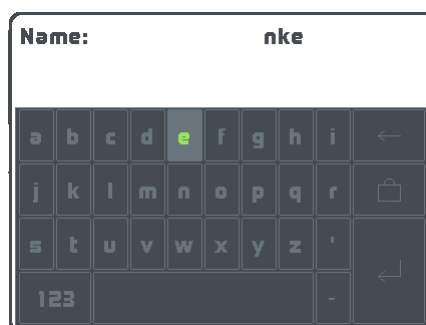 Name: nke
a b c d e f g h i
j k l m n o p q r
s t u v w x y z '
123 -